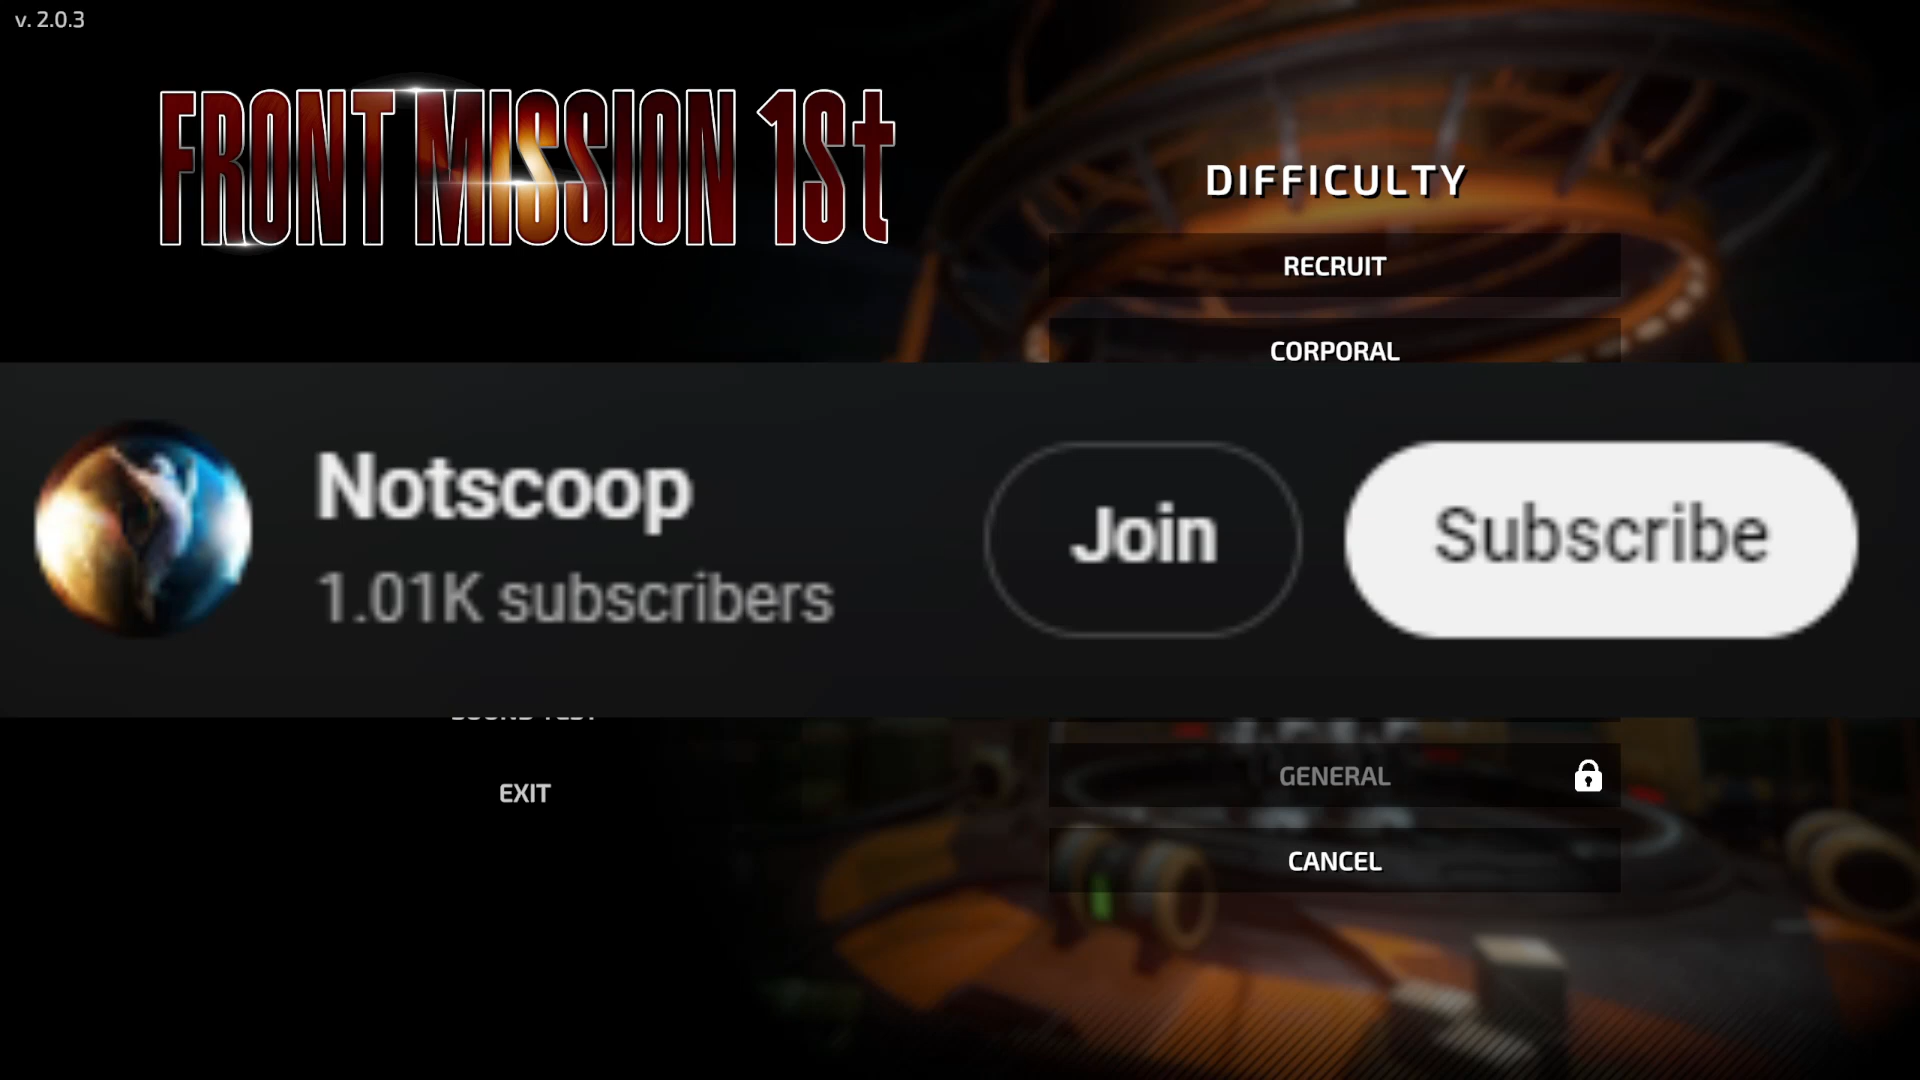 v. 2.0.3
FRONT MISSION 1St
DIFFICULTY
RECRUIT
CORPORAL
Notscoop
1.01K subscribers
Join
Subscribe
GENERAL
EXIT
CANCEL